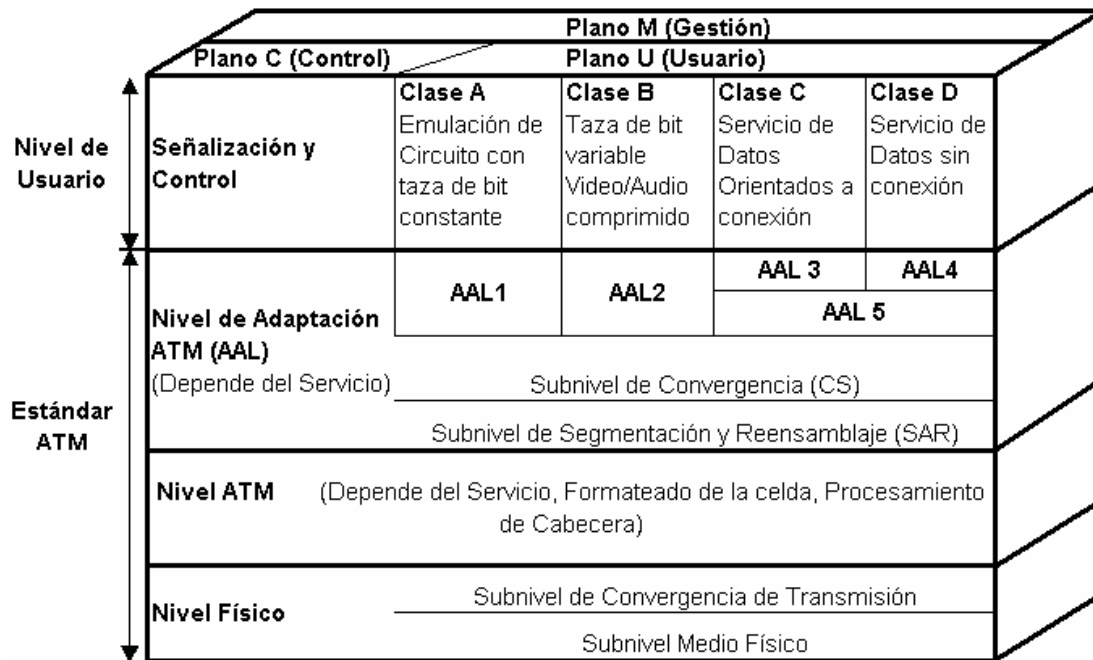 Plano M (Gestión)
Plano C (Control)
Plano U (Usuario)
Nivel de
Usuario
Señalización y
Control
Clase A
Emulación de
Circuito con
taza de bit
constante
Clase B
Taza de bit
variable
Video/Audio
comprimido
Clase C
Servicio de
Datos
Orientados a
conexión
Clase D
Servicio de
Datos sin
conexión
Estándar
ATM
Nivel de Adaptación
ATM (AAL)
(Depende del Servicio)
AAL1
AAL2
AAL 3
AAL4
AAL 5
Subnivel de Convergencia (CS)
Subnivel de Segmentación y Reensamblaje (SAR)
Nivel ATM
(Depende del Servicio, Formateado de la celda, Procesamiento
de Cabecera)
Nivel Físico
Subnivel de Convergencia de Transmisión
Subnivel Medio Físico